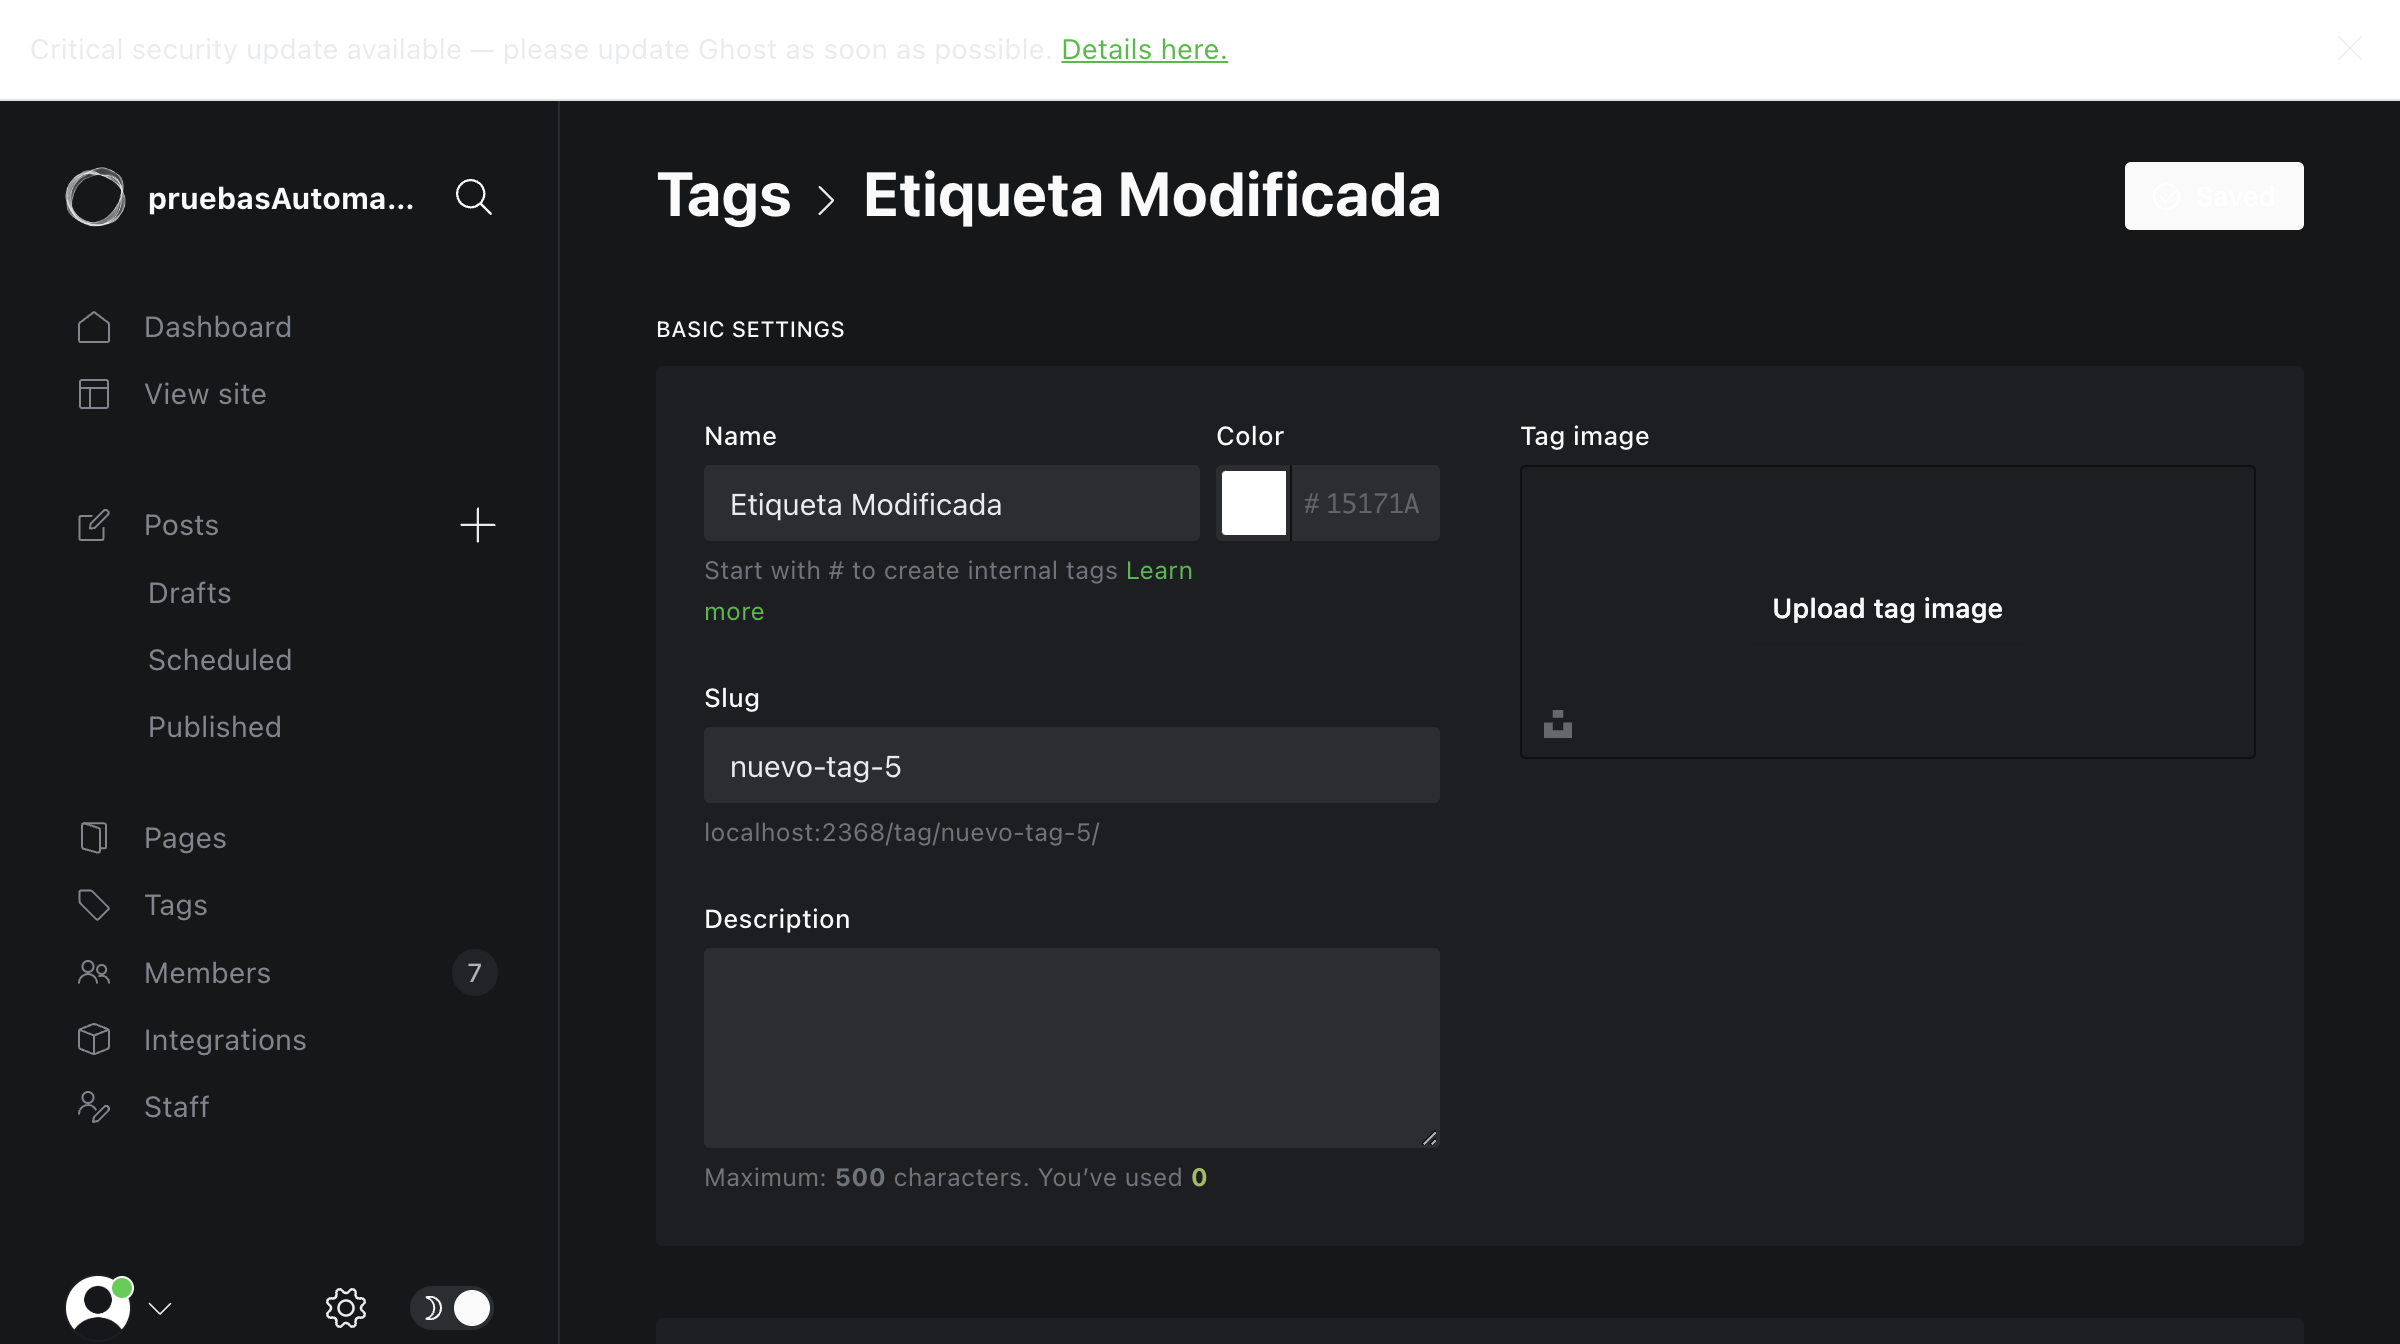 Critical security update available — please update Ghost as soon as possible. Details here.
pruebasAutoma...
Tags > Etiqueta Modificada
Saved
Dashboard
View site
Posts
Drafts
Scheduled
Published
Pages
Tags
Members 7
Integrations
Staff
BASIC SETTINGS
Name
Etiqueta Modificada
Start with # to create internal tags Learn
more
Color
# 15171A
Slug
nuevo-tag-5
localhost:2368/tag/nuevo-tag-5/
Description
Maximum: 500 characters. You’ve used 0
Tag image
Upload tag image